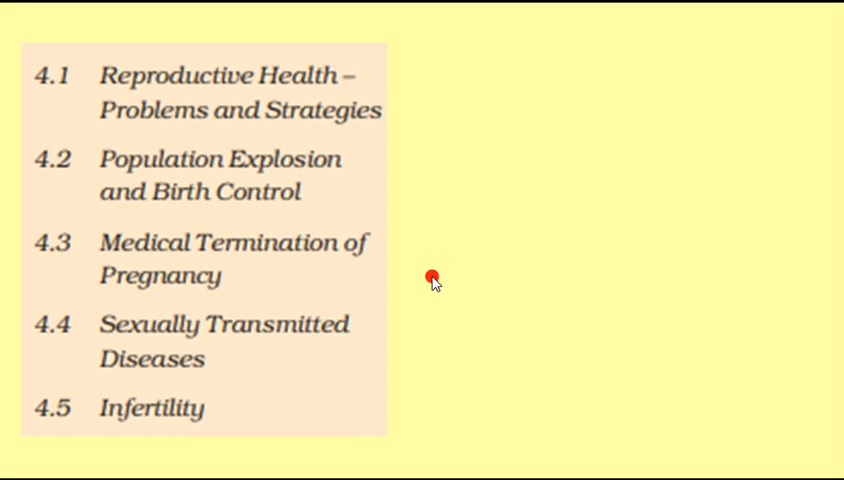 4.1 Reproductive Health –
Problems and Strategies
4.2 Population Explosion
and Birth Control
4.3 Medical Termination of
Pregnancy
4.4 Sexually Transmitted
Diseases
4.5 Infertility